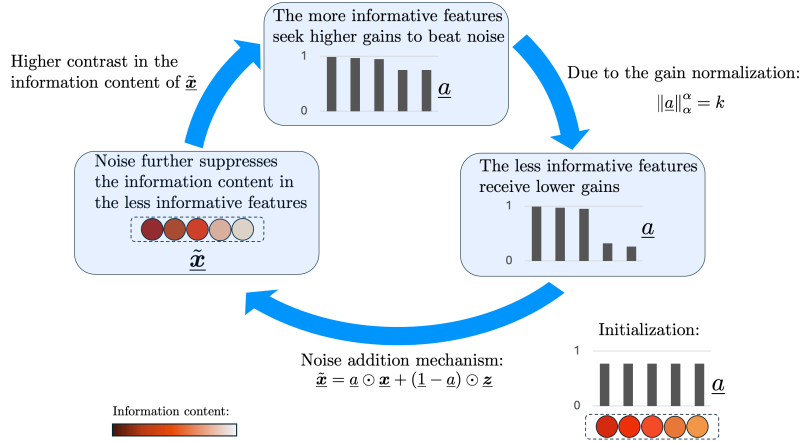 The more informative features
seek higher gains to beat noise
1
0
a
Higher contrast in the
information content of x̃
Due to the gain normalization:
‖a‖_α^α = k
Noise further suppresses
the information content in
the less informative features
x̃
The less informative features
receive lower gains
1
0
a
Noise addition mechanism:
x̃ = a ⊙ x + (1 − a) ⊙ z
Initialization:
1
0
a
Information content: